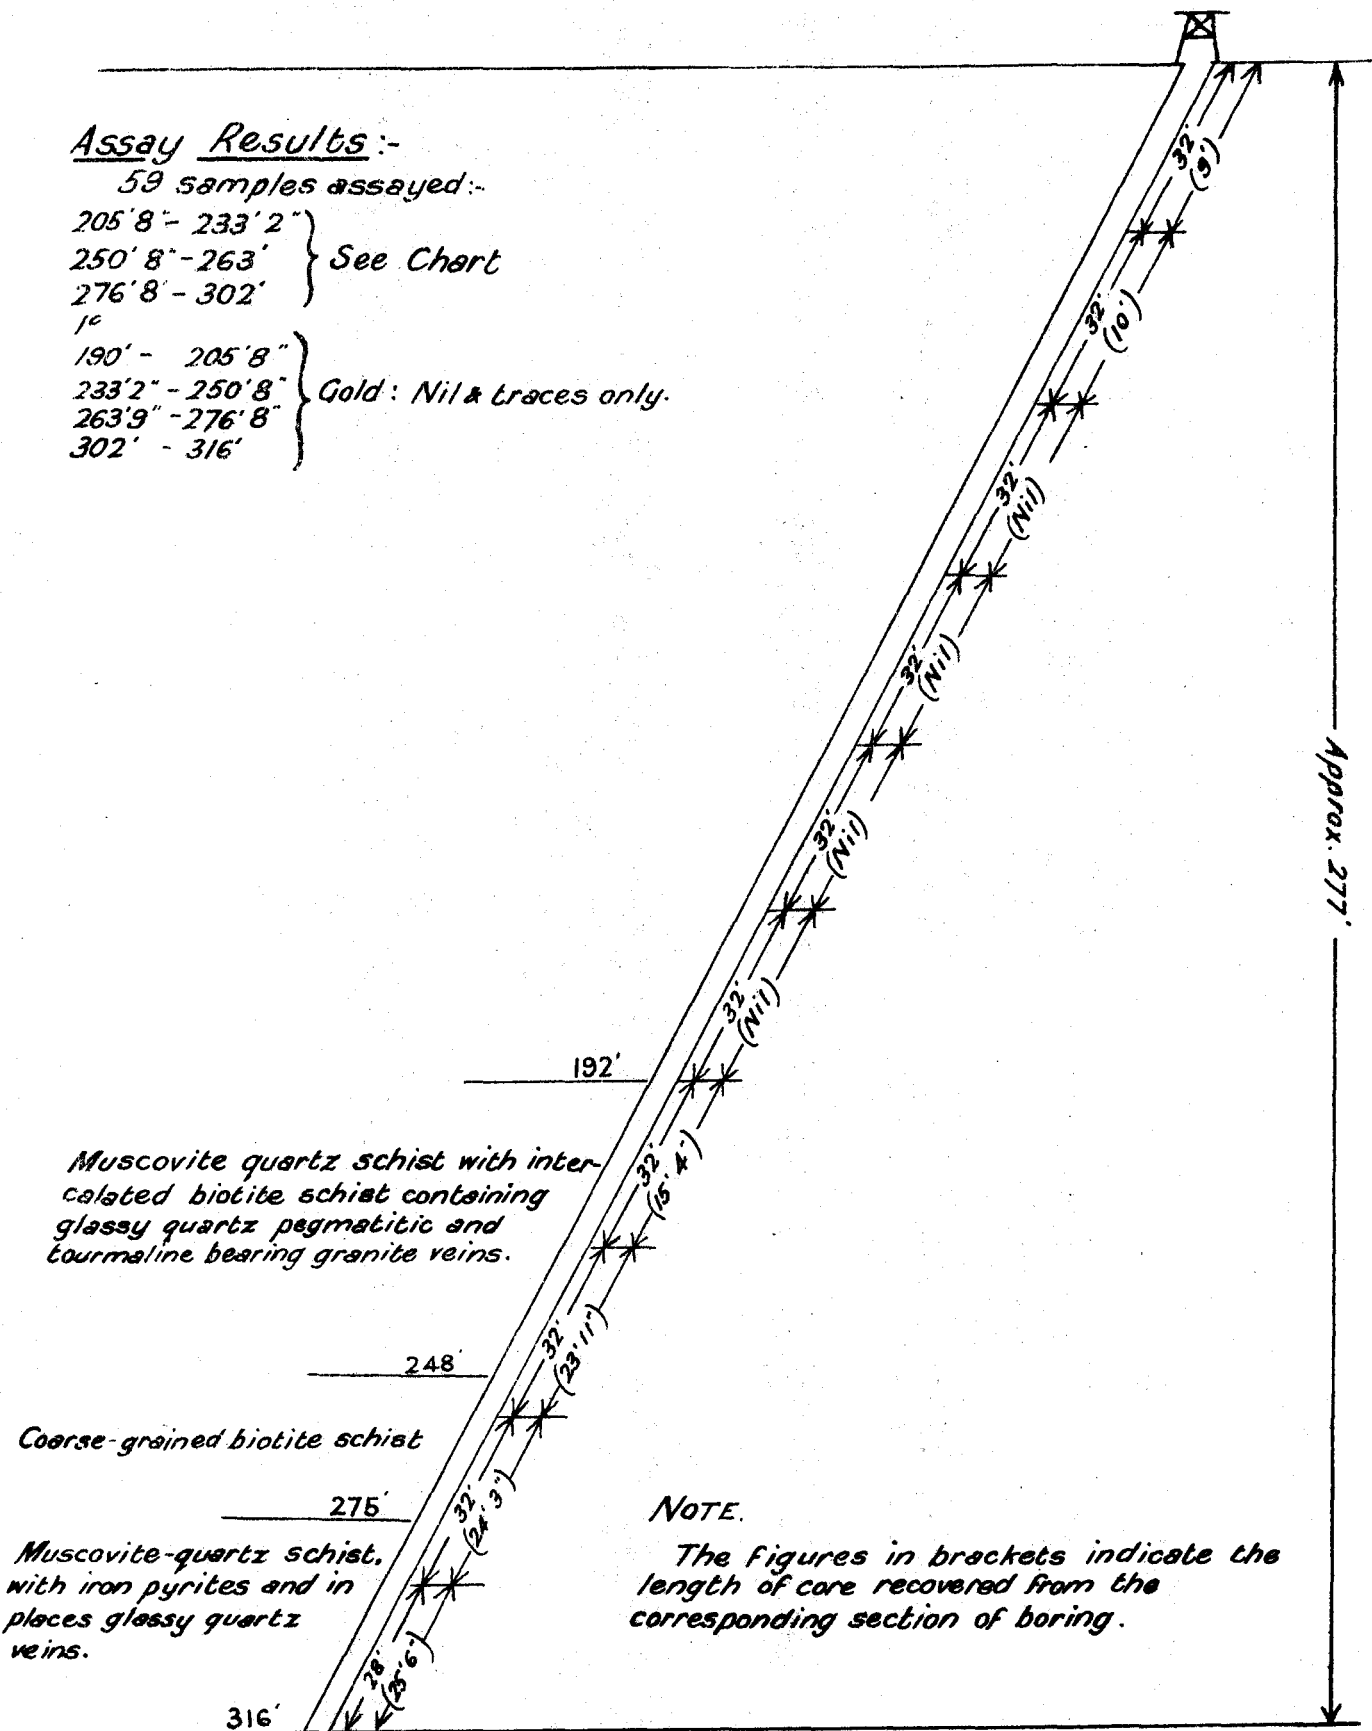 Assay Results :-
59 samples assayed:-
205'8"- 233'2"
250'8"-263'
276'8' - 302'
See Chart
190' - 205'8"
233'2" - 250'8"
263'9" -276'8"
302' - 316'
Gold: Nil & traces only.
32'
(9')
32'
(10')
32'
(Nil)
32'
(Nil)
32'
(Nil)
32'
(Nil)
Approx. 277'
192'
Muscovite quartz schist with inter-
calated biotite schist containing
glassy quartz pegmatitic and
tourmaline bearing granite veins.
32'
(15' 4")
32'
(23' 11")
248'
Coarse-grained biotite schist
32'
(24' 3")
275'
Muscovite-quartz schist.
with iron pyrites and in
places glassy quartz
veins.
28'
(25'6")
316'
NOTE.
The figures in brackets indicate the
length of core recovered from the
corresponding section of boring.